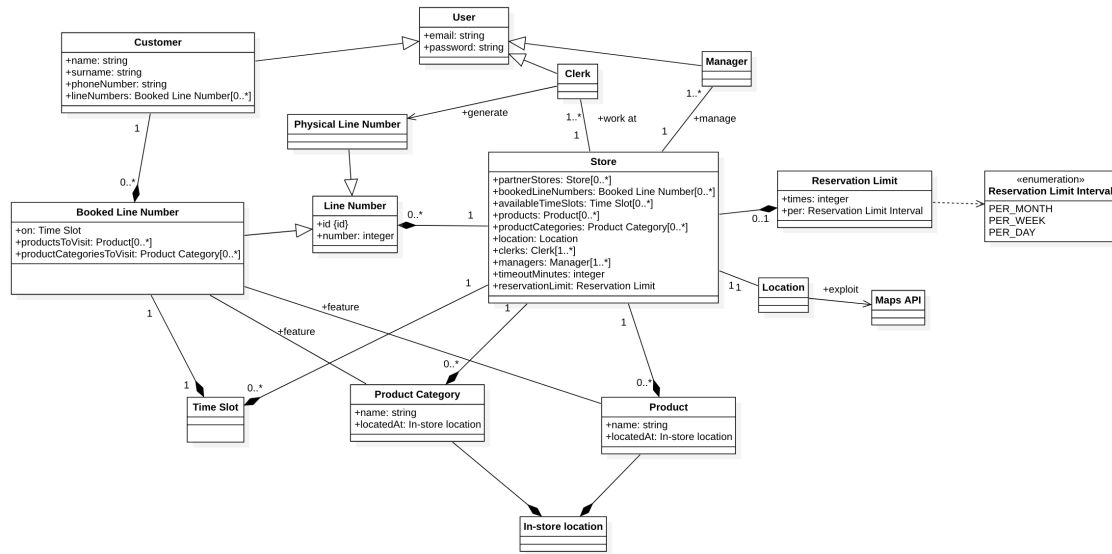 User
+email: string
+password: string
Customer
+name: string
+surname: string
+phoneNumber: string
+lineNumbers: Booked Line Number[0..*]
Clerk
Manager
+generate
1..*
+work at
1
1..*
+manage
1
Physical Line Number
1
0..*
Store
+partnerStores: Store[0..*]
+bookedLineNumbers: Booked Line Number[0..*]
+availableTimeSlots: Time Slot[0..*]
+products: Product[0..*]
+productCategories: Product Category[0..*]
+location: Location
+clerks: Clerk[1..*]
+managers: Manager[1..*]
+timeoutMinutes: integer
+reservationLimit: Reservation Limit
Reservation Limit
+times: integer
+per: Reservation Limit Interval
0..1
«enumeration»
Reservation Limit Interval
PER_MONTH
PER_WEEK
PER_DAY
Booked Line Number
+on: Time Slot
+productsToVisit: Product[0..*]
+productCategoriesToVisit: Product Category[0..*]
Line Number
+id {id}
+number: integer
0..*
1
1
1
Location
+exploit
Maps API
1
+feature
+feature
1
1
1
1
0..*
0..*
0..*
Time Slot
Product Category
+name: string
+locatedAt: In-store location
Product
+name: string
+locatedAt: In-store location
In-store location